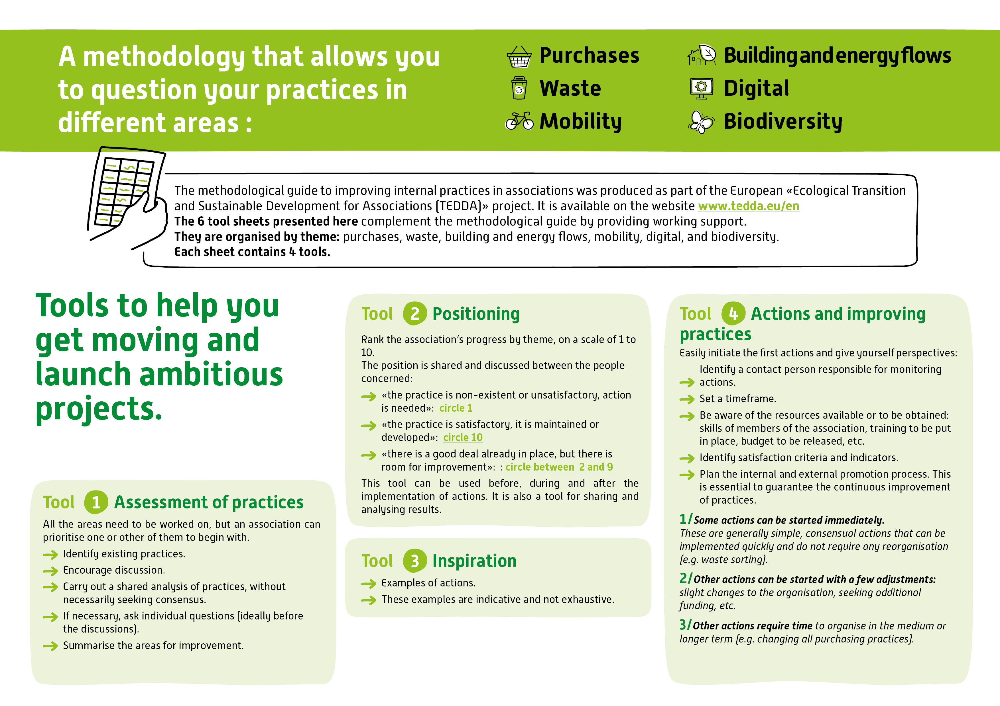 A methodology that allows you
to question your practices in
different areas :
Purchases
Waste
Mobility
Building and energy flows
Digital
Biodiversity
The methodological guide to improving internal practices in associations was produced as part of the European «Ecological Transition
and Sustainable Development for Associations (TEDDA)» project. It is available on the website www.tedda.eu/en
The 6 tool sheets presented here complement the methodological guide by providing working support.
They are organised by theme: purchases, waste, building and energy flows, mobility, digital, and biodiversity.
Each sheet contains 4 tools.
Tools to help you
get moving and
launch ambitious
projects.
Tool 1 Assessment of practices
All the areas need to be worked on, but an association can
prioritise one or other of them to begin with.
→ Identify existing practices.
→ Encourage discussion.
→ Carry out a shared analysis of practices, without
necessarily seeking consensus.
→ If necessary, ask individual questions (ideally before
the discussions).
→ Summarise the areas for improvement.
Tool 2 Positioning
Rank the association's progress by theme, on a scale of 1 to
10.
The position is shared and discussed between the people
concerned:
→ «the practice is non-existent or unsatisfactory, action
is needed»: circle 1
→ «the practice is satisfactory, it is maintained or
developed»: circle 10
→ «there is a good deal already in place, but there is
room for improvement»: : circle between 2 and 9
This tool can be used before, during and after the
implementation of actions. It is also a tool for sharing and
analysing results.
Tool 3 Inspiration
→ Examples of actions.
→ These examples are indicative and not exhaustive.
Tool 4 Actions and improving
practices
Easily initiate the first actions and give yourself perspectives:
Identify a contact person responsible for monitoring
→ actions.
→ Set a timeframe.
→ Be aware of the resources available or to be obtained:
skills of members of the association, training to be put
in place, budget to be released, etc.
→ Identify satisfaction criteria and indicators.
→ Plan the internal and external promotion process. This
is essential to guarantee the continuous improvement
of practices.
1/Some actions can be started immediately.
These are generally simple, consensual actions that can be
implemented quickly and do not require any reorganisation
(e.g. waste sorting).
2/Other actions can be started with a few adjustments:
slight changes to the organisation, seeking additional
funding, etc.
3/Other actions require time to organise in the medium or
longer term (e.g. changing all purchasing practices).